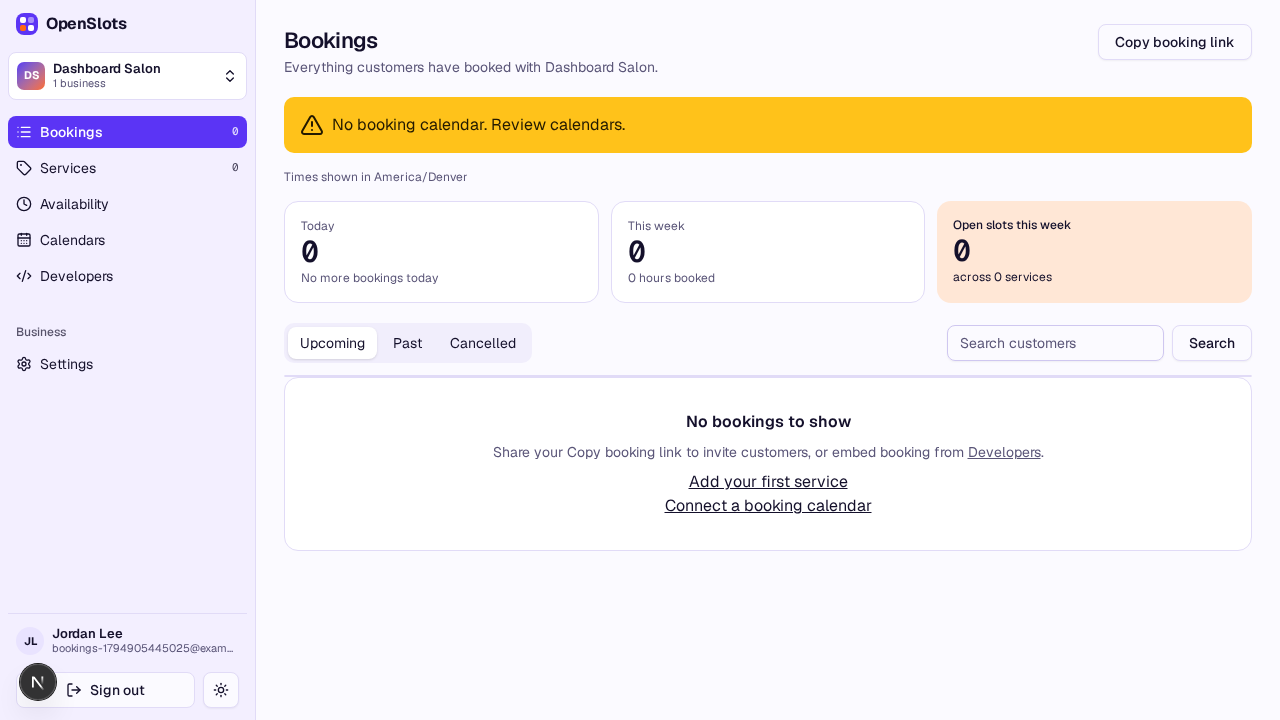 OpenSlots
DS
Dashboard Salon
1 business
Bookings 0
Services 0
Availability
Calendars
Developers
Business
Settings
JL
Jordan Lee
bookings-1794905445025@exam...
N
Sign out
Bookings
Everything customers have booked with Dashboard Salon.
Copy booking link
No booking calendar. Review calendars.
Times shown in America/Denver
Today
0
No more bookings today
This week
0
0 hours booked
Open slots this week
0
across 0 services
Upcoming Past Cancelled
Search customers
Search
No bookings to show
Share your Copy booking link to invite customers, or embed booking from Developers.
Add your first service
Connect a booking calendar